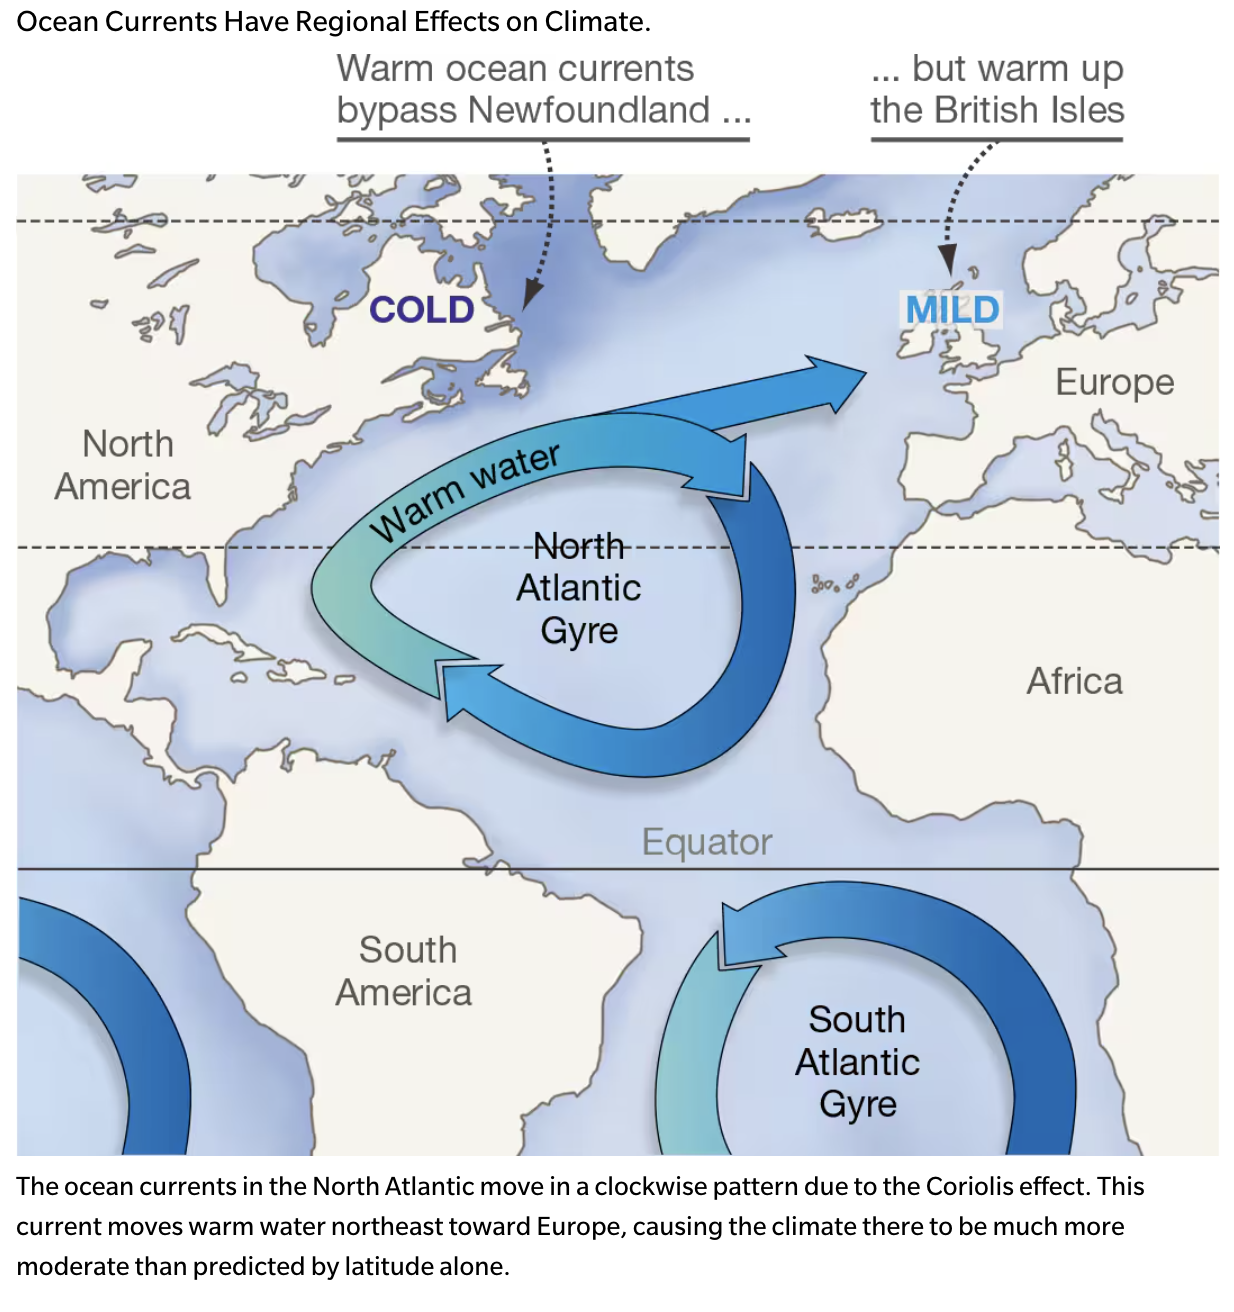 Ocean Currents Have Regional Effects on Climate.
Warm ocean currents
bypass Newfoundland ...
... but warm up
the British Isles
COLD
MILD
Europe
North
America
Warm water
North
Atlantic
Gyre
Africa
Equator
South
America
South
Atlantic
Gyre
The ocean currents in the North Atlantic move in a clockwise pattern due to the Coriolis effect. This
current moves warm water northeast toward Europe, causing the climate there to be much more
moderate than predicted by latitude alone.